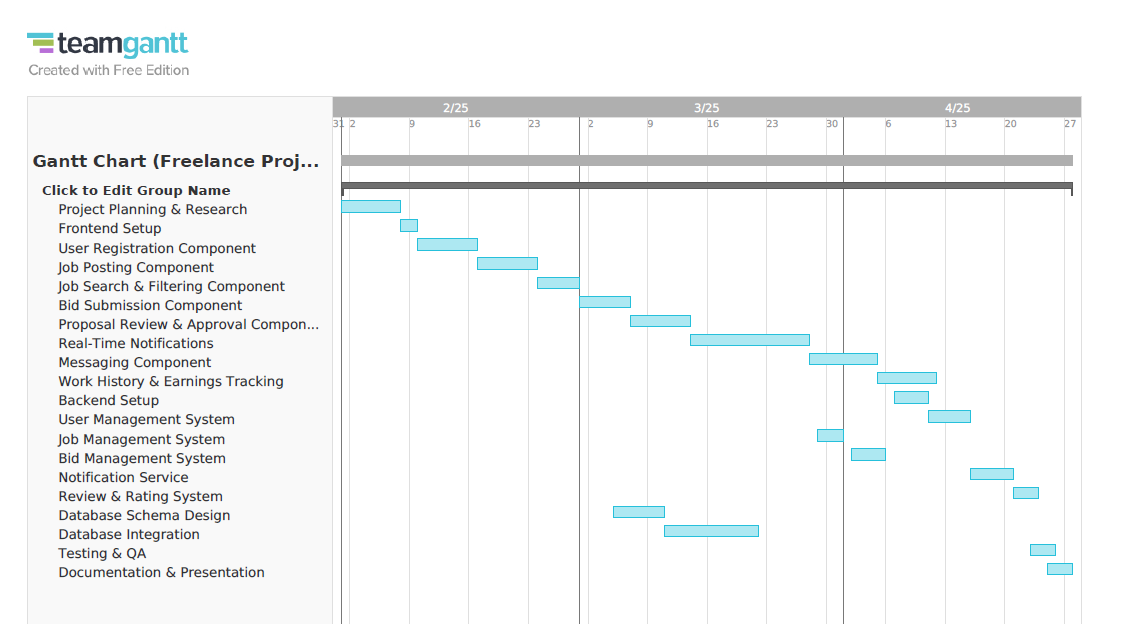 teamgantt
Created with Free Edition
2/25 3/25 4/25
31 2 9 16 23 2 9 16 23 30 6 13 20 27
Gantt Chart (Freelance Proj...
Click to Edit Group Name
Project Planning & Research
Frontend Setup
User Registration Component
Job Posting Component
Job Search & Filtering Component
Bid Submission Component
Proposal Review & Approval Compon...
Real-Time Notifications
Messaging Component
Work History & Earnings Tracking
Backend Setup
User Management System
Job Management System
Bid Management System
Notification Service
Review & Rating System
Database Schema Design
Database Integration
Testing & QA
Documentation & Presentation